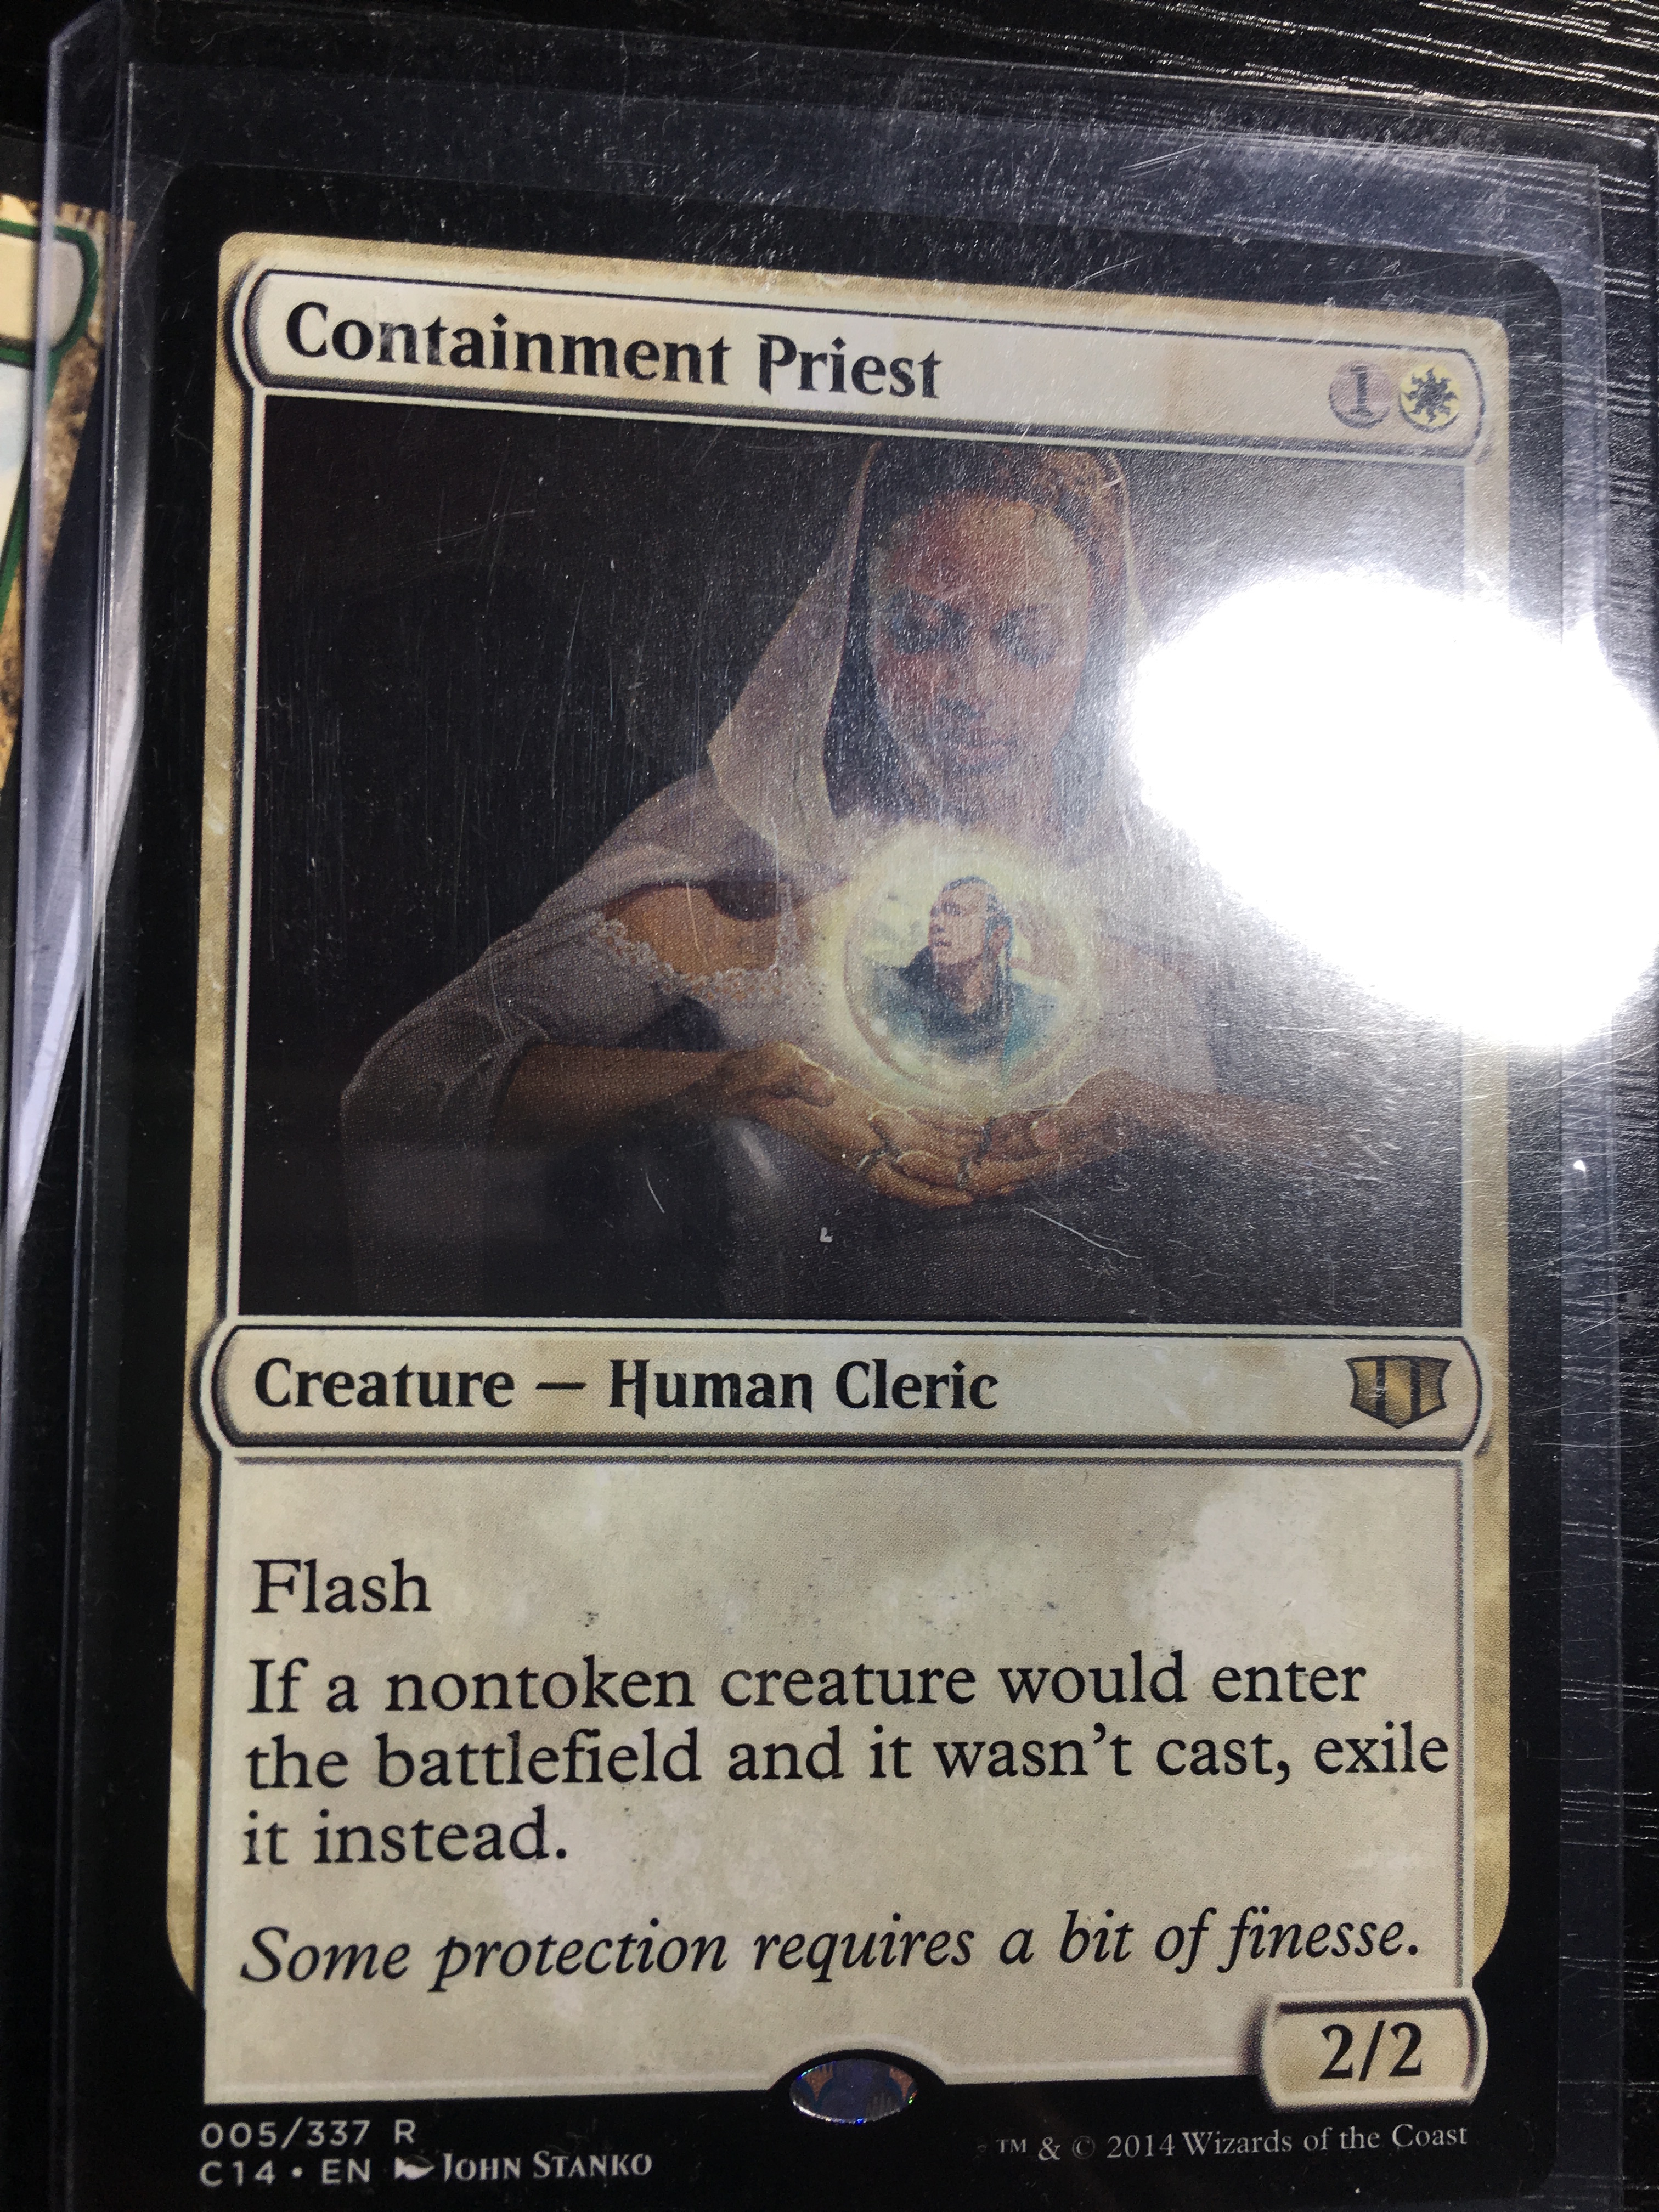 Containment Priest
1
Creature — Human Cleric
Flash
If a nontoken creature would enter
the battlefield and it wasn't cast, exile
it instead.
Some protection requires a bit of finesse.
2/2
005/337 R
C14 • EN JOHN STANKO
™ & © 2014 Wizards of the Coast